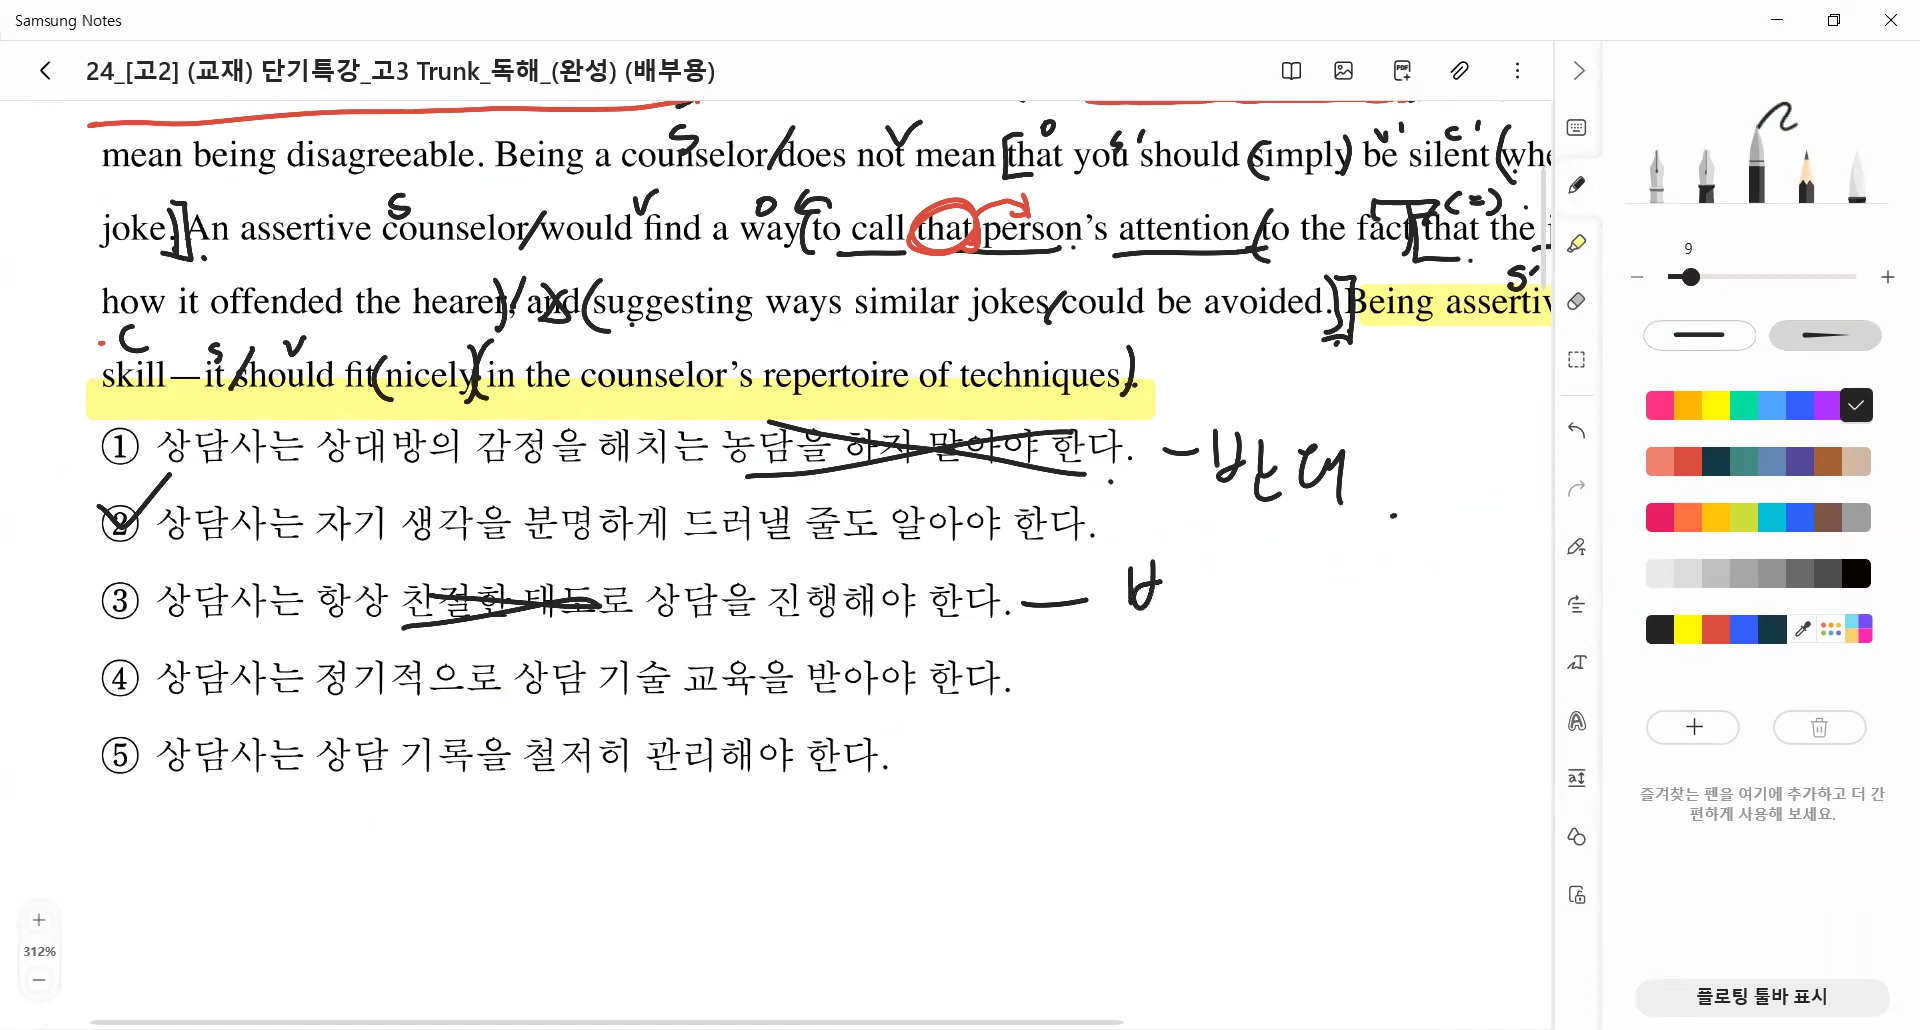 Samsung Notes
24_[고2] (교재) 단기특강_고3 Trunk_독해_(완성) (배부용)
PDF
s / v [ o s' ( ) v' c' (
mean being disagreeable. Being a counselor does not mean that you should simply be silent
)] s / v o ( (=)
joke. An assertive counselor would find a way to call that person's attention to the fact that the
s'
how it offended the hearer, and suggesting ways similar jokes could be avoided. Being
c s / v
skill—it should fit nicely in the counselor's repertoire of techniques.
① 상담사는 상대방의 감정을 해치는 농담을 하지 말아야 한다. — 반대
② 상담사는 자기 생각을 분명하게 드러낼 줄도 알아야 한다.
③ 상담사는 항상 친절한 태도로 상담을 진행해야 한다. — ㅂ
④ 상담사는 정기적으로 상담 기술 교육을 받아야 한다.
⑤ 상담사는 상담 기록을 철저히 관리해야 한다.
312%
9
즐겨찾는 펜을 여기에 추가하고 더 간
편하게 사용해 보세요.
플로팅 툴바 표시